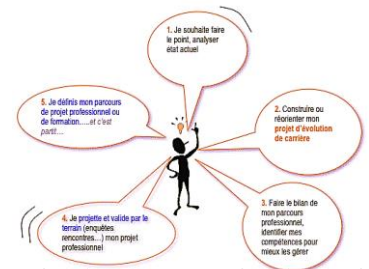 1. Je souhaite faire
le point, analyser
état actuel
2. Construire ou
réorienter mon
projet d'évolution
de carrière
3. Faire le bilan de
mon parcours
professionnel,
identifier mes
compétences pour
mieux les gérer
4. Je projette et valide par le
terrain (enquêtes
rencontres...) mon projet
professionnel
5. Je définis mon parcours
de projet professionnel ou
de formation.....et c'est
parti....